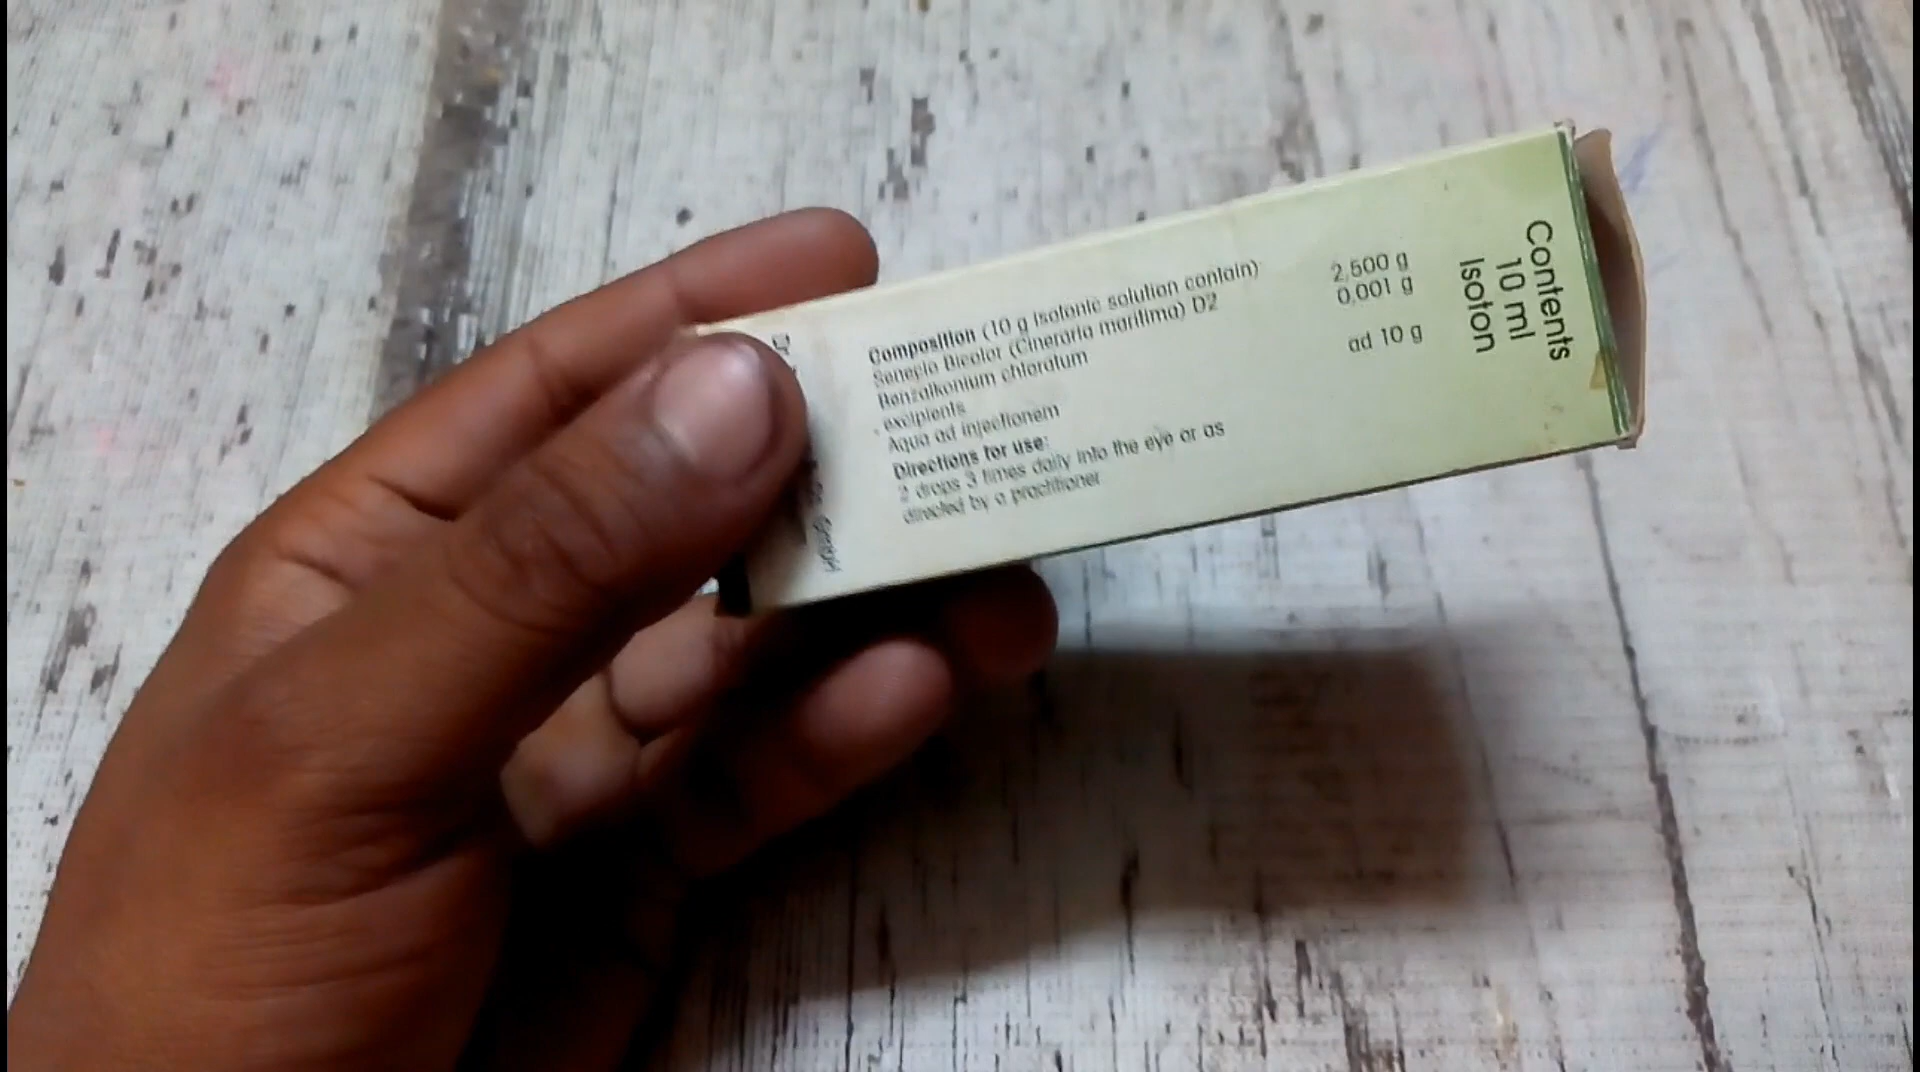 Composition (10 g isotonic solution contain)
Senecio Bicolor (Cineraria maritima) D2 2,500 g
Benzalkonium chloratum 0,001 g
excipients
Aqua ad injectionem ad 10 g
Directions for use:
2 drops 3 times daily into the eye or as
directed by a practitioner
Contents
10 ml
Isoton
GmbH